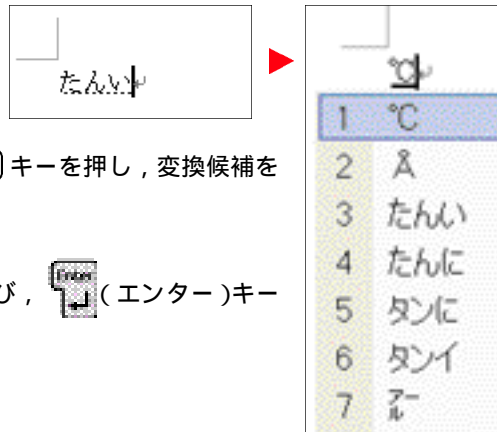 たんい
キーを押し，変換候補を
び， Enter (エンター)キー
℃
1 ℃
2 Å
3 たんい
4 たんに
5 タンに
6 タンイ
7 ㌃